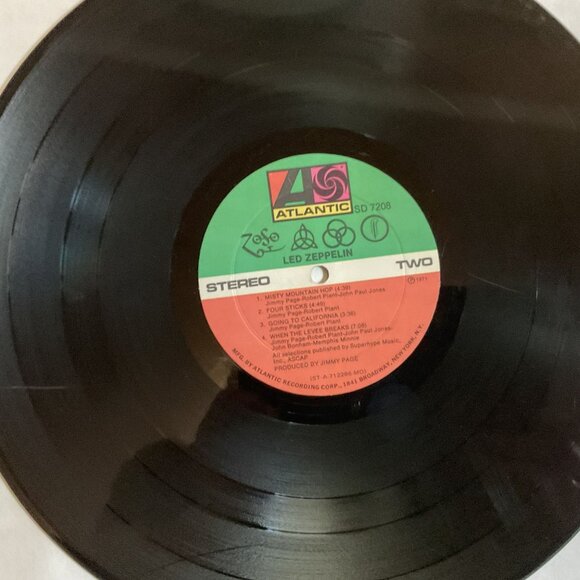 ATLANTIC
SD 7208
LED ZEPPELIN
STEREO
TWO
℗ 1971
1. MISTY MOUNTAIN HOP (4:39)
Jimmy Page-Robert Plant-John Paul Jones
2. FOUR STICKS (4:49)
Jimmy Page-Robert Plant
3. GOING TO CALIFORNIA (3:36)
Jimmy Page-Robert Plant
4. WHEN THE LEVEE BREAKS (7:08)
Jimmy Page-Robert Plant-John Paul Jones-
John Bonham-Memphis Minnie
All selections published by Superhype Music,
Inc., ASCAP
PRODUCED BY JIMMY PAGE
(ST-A-712286-MO)
MFG. BY ATLANTIC RECORDING CORP., 1841 BROADWAY, NEW YORK, N.Y.